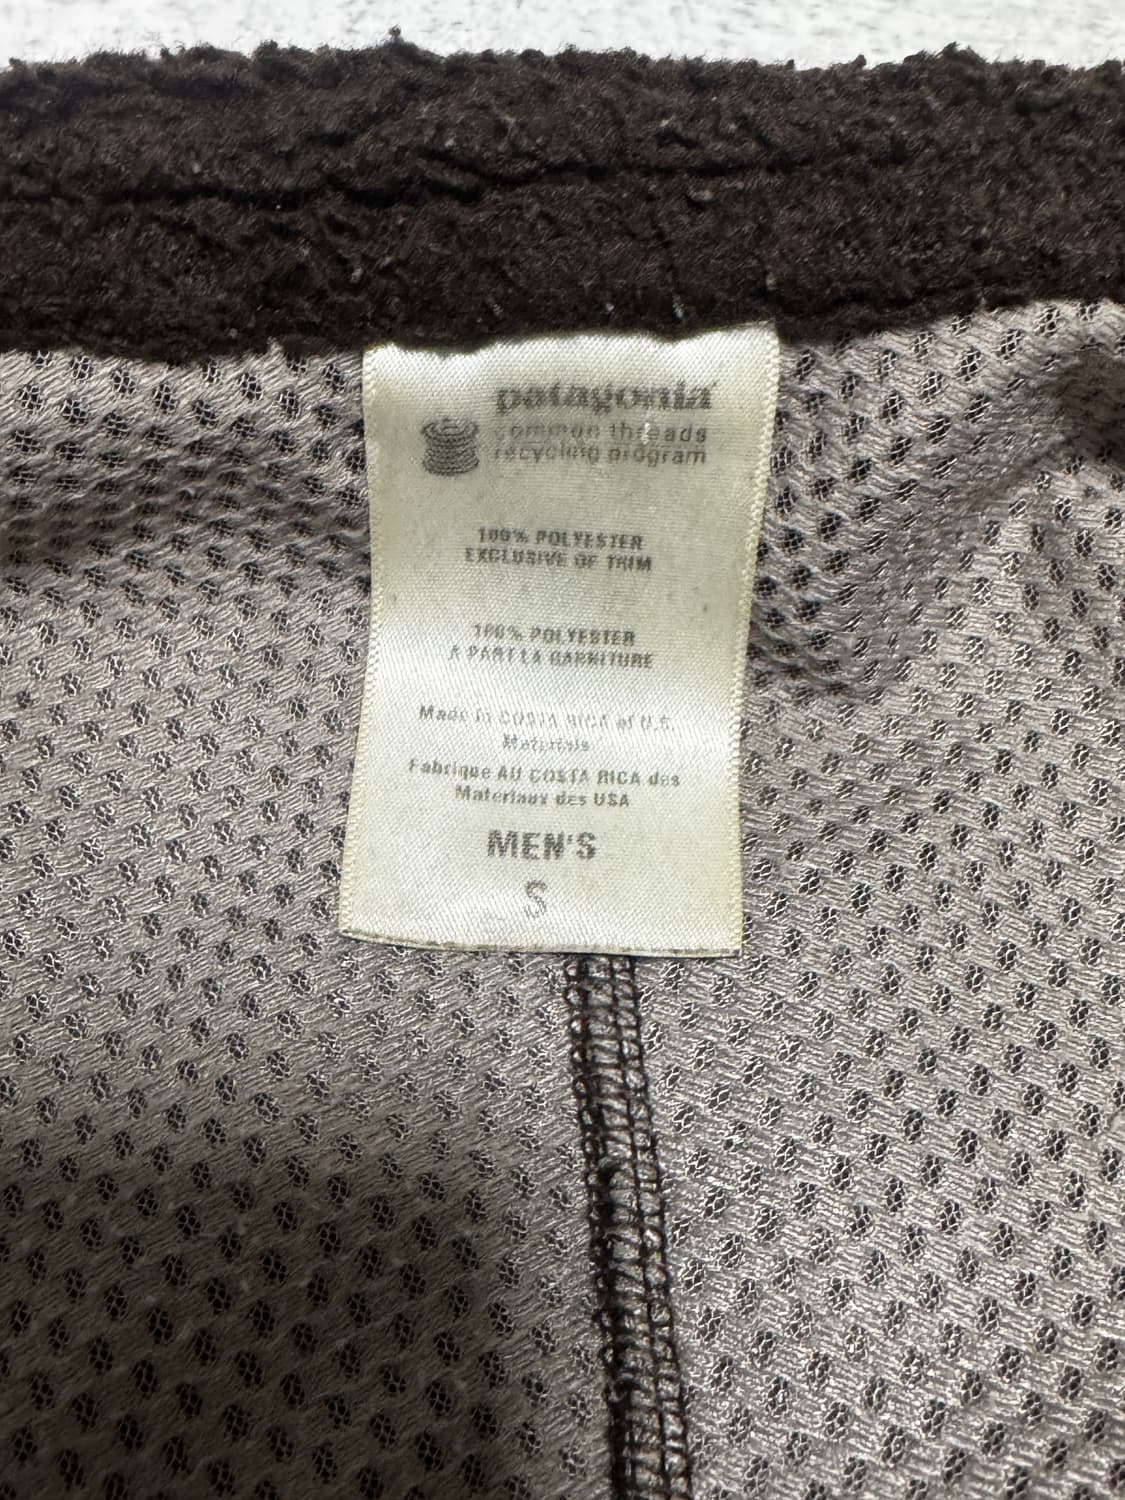 patagonia
common threads
recycling program
100% POLYESTER
EXCLUSIVE OF TRIM
100% POLYESTER
A PART LA GARNITURE
Made in COSTA RICA of U.S.
Materials
Fabrique AU COSTA RICA des
Materiaux des USA
MEN'S
S